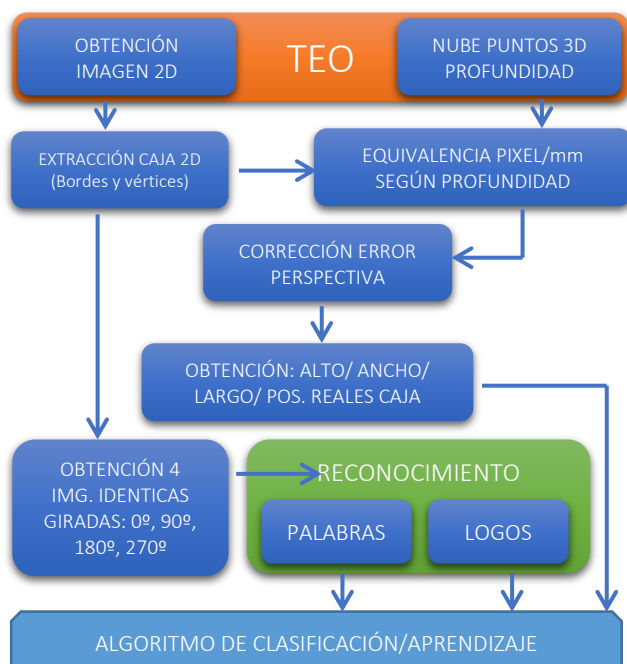 OBTENCIÓN
IMAGEN 2D
TEO
NUBE PUNTOS 3D
PROFUNDIDAD
EXTRACCIÓN CAJA 2D
(Bordes y vértices)
EQUIVALENCIA PIXEL/mm
SEGÚN PROFUNDIDAD
CORRECCIÓN ERROR
PERSPECTIVA
OBTENCIÓN: ALTO/ ANCHO/
LARGO/ POS. REALES CAJA
OBTENCIÓN 4
IMG. IDENTICAS
GIRADAS: 0º, 90º,
180º, 270º
RECONOCIMIENTO
PALABRAS
LOGOS
ALGORITMO DE CLASIFICACIÓN/APRENDIZAJE